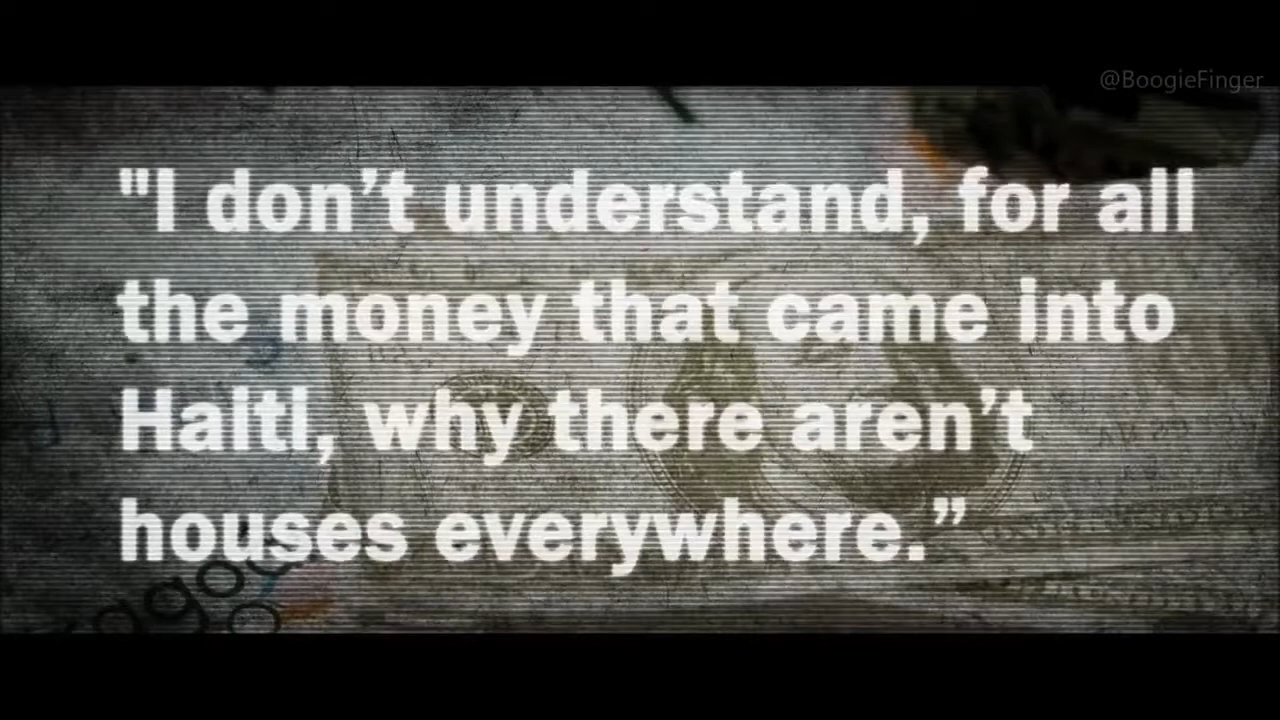 @BoogieFinger
"I don’t understand, for all
the money that came into
Haiti, why there aren’t
houses everywhere.”